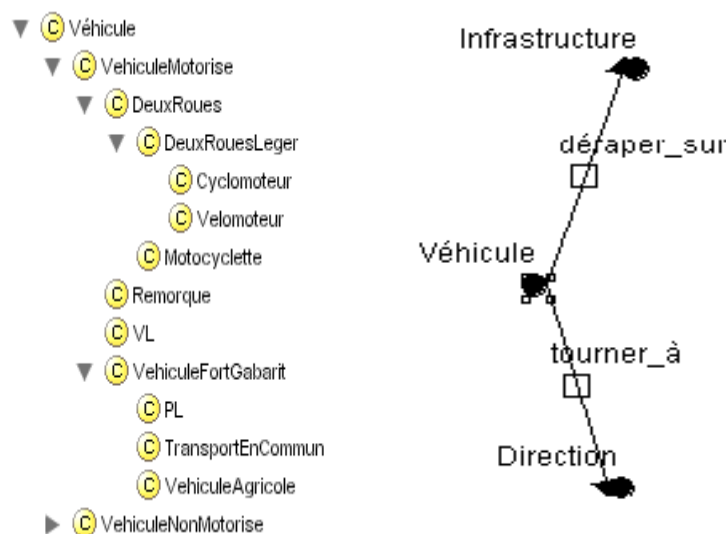 Véhicule
VehiculeMotorise
DeuxRoues
DeuxRouesLeger
Cyclomoteur
Velomoteur
Motocyclette
Remorque
VL
VehiculeFortGabarit
PL
TransportEnCommun
VehiculeAgricole
VehiculeNonMotorise
Infrastructure
déraper_sur
Véhicule
tourner_à
Direction